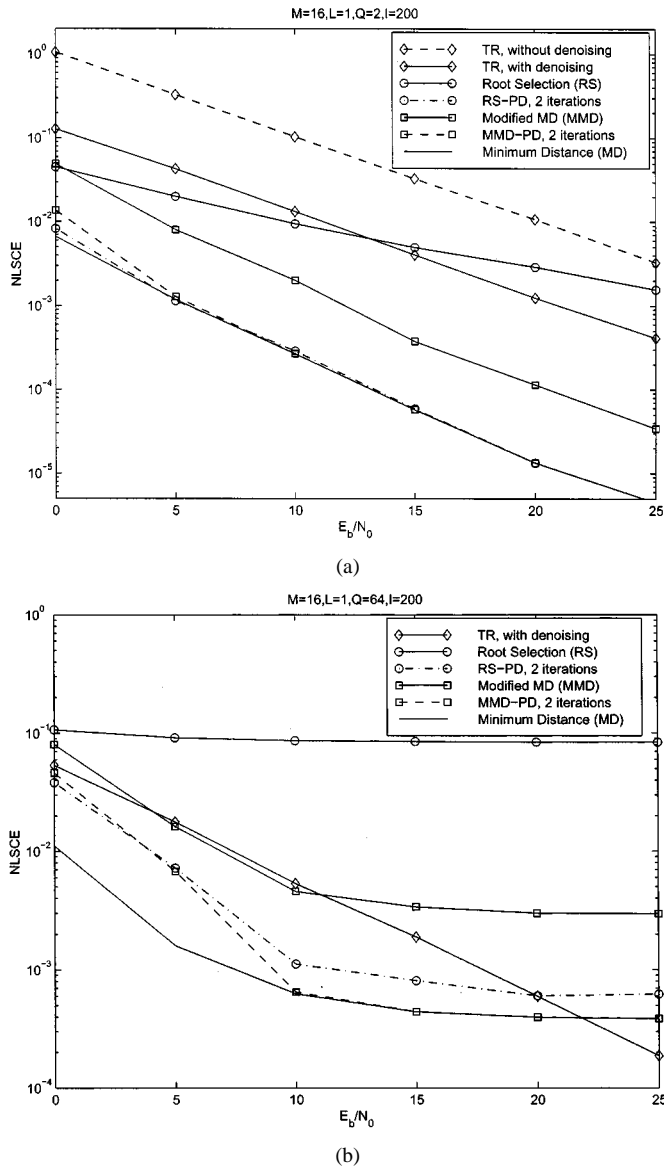 M=16,L=1,Q=2,I=200
10^0
10^-1
10^-2
10^-3
10^-4
10^-5
NLSCE
TR, without denoising
TR, with denoising
Root Selection (RS)
RS-PD, 2 iterations
Modified MD (MMD)
MMD-PD, 2 iterations
Minimum Distance (MD)
0 5 10 15 20 25
E_b/N_0
(a)
M=16,L=1,Q=64,I=200
10^0
10^-1
10^-2
10^-3
10^-4
NLSCE
TR, with denoising
Root Selection (RS)
RS-PD, 2 iterations
Modified MD (MMD)
MMD-PD, 2 iterations
Minimum Distance (MD)
0 5 10 15 20 25
E_b/N_0
(b)